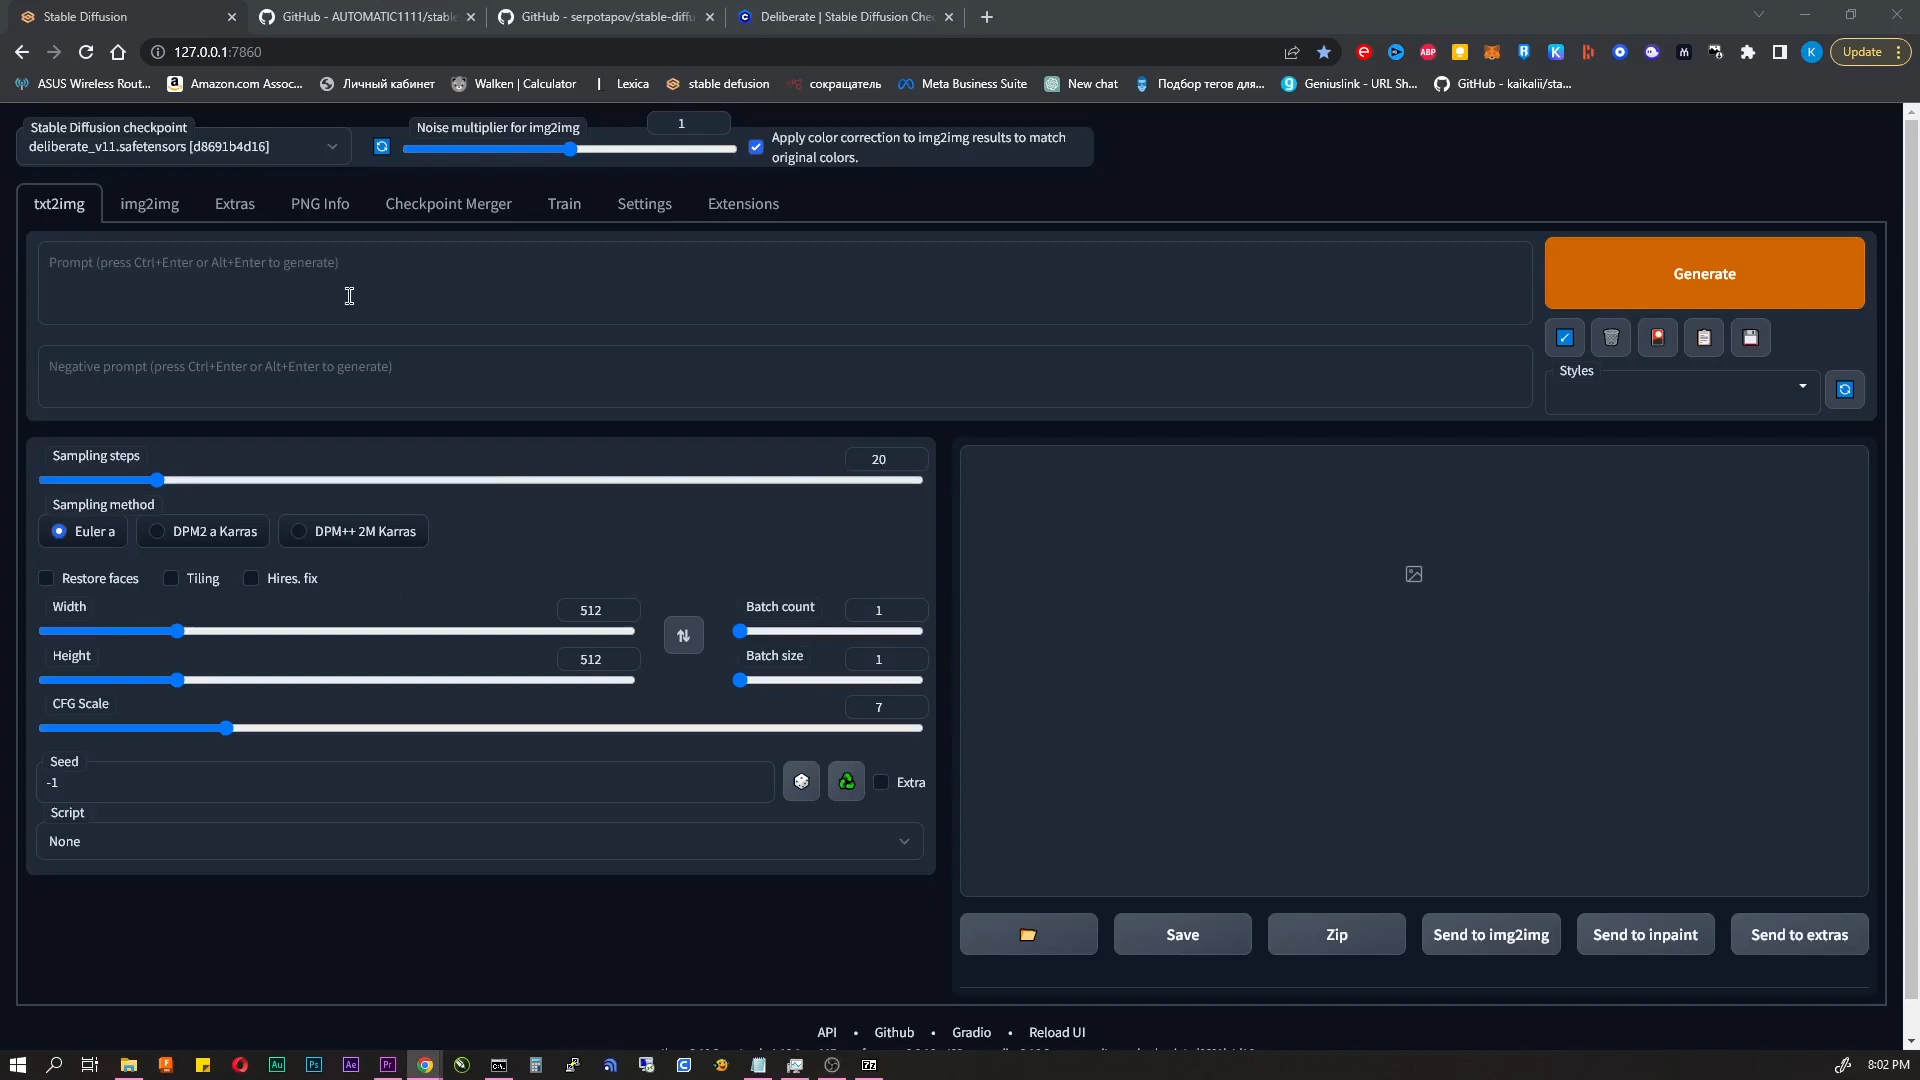 Stable Diffusion
GitHub - AUTOMATIC1111/stable
GitHub - serpotapov/stable-diffu
Deliberate | Stable Diffusion Chec
127.0.0.1:7860
ABP
K
Update
ASUS Wireless Rout...
Amazon.com Assoc...
Личный кабинет
Walken | Calculator
Lexica
stable defusion
сокращатель
Meta Business Suite
New chat
Подбор тегов для...
Geniuslink - URL Sh...
GitHub - kaikalii/sta...
Stable Diffusion checkpoint
deliberate_v11.safetensors [d8691b4d16]
Noise multiplier for img2img
1
Apply color correction to img2img results to match
original colors.
txt2img
img2img
Extras
PNG Info
Checkpoint Merger
Train
Settings
Extensions
Prompt (press Ctrl+Enter or Alt+Enter to generate)
Generate
Negative prompt (press Ctrl+Enter or Alt+Enter to generate)
Styles
Sampling steps
20
Sampling method
Euler a
DPM2 a Karras
DPM++ 2M Karras
Restore faces
Tiling
Hires. fix
Width
512
Batch count
1
Height
512
Batch size
1
CFG Scale
7
Seed
-1
Extra
Script
None
Save
Zip
Send to img2img
Send to inpaint
Send to extras
API • Github • Gradio • Reload UI
Au
Ps
Ae
Pr
8:02 PM